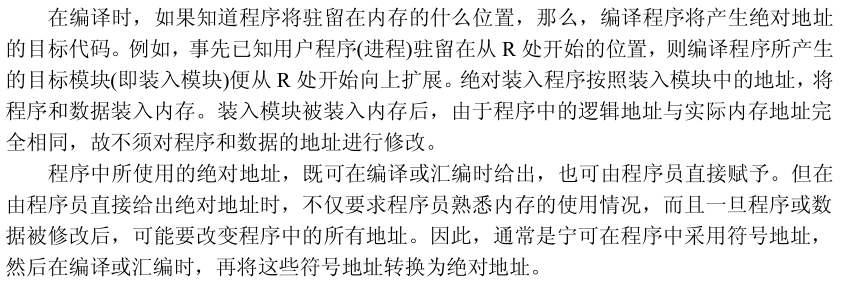 在编译时，如果知道程序将驻留在内存的什么位置，那么，编译程序将产生绝对地址
的目标代码。例如，事先已知用户程序(进程)驻留在从 R 处开始的位置，则编译程序所产生
的目标模块(即装入模块)便从 R 处开始向上扩展。绝对装入程序按照装入模块中的地址，将
程序和数据装入内存。装入模块被装入内存后，由于程序中的逻辑地址与实际内存地址完
全相同，故不须对程序和数据的地址进行修改。
程序中所使用的绝对地址，既可在编译或汇编时给出，也可由程序员直接赋予。但在
由程序员直接给出绝对地址时，不仅要求程序员熟悉内存的使用情况，而且一旦程序或数
据被修改后，可能要改变程序中的所有地址。因此，通常是宁可在程序中采用符号地址，
然后在编译或汇编时，再将这些符号地址转换为绝对地址。